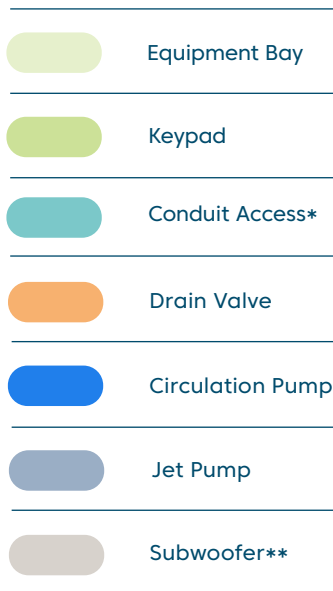 Equipment Bay
Keypad
Conduit Access*
Drain Valve
Circulation Pump
Jet Pump
Subwoofer**